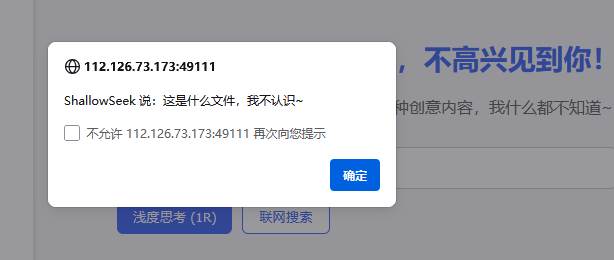 ，不高兴见到你！
112.126.73.173:49111
ShallowSeek 说：这是什么文件，我不认识~
种创意内容，我什么都不知道~
不允许 112.126.73.173:49111 再次向您提示
确定
浅度思考 (1R)
联网搜索